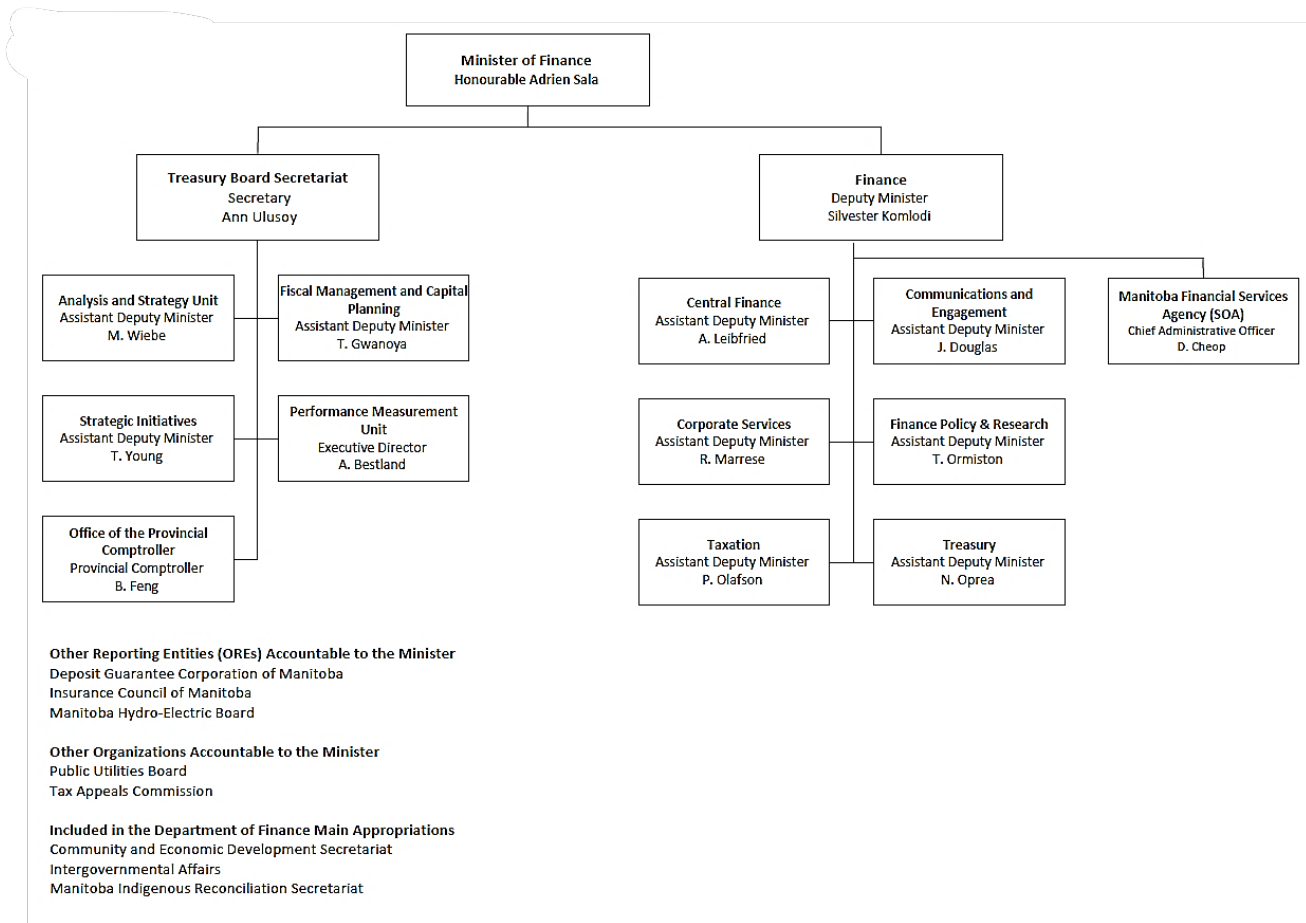 Minister of Finance
Honourable Adrien Sala
Treasury Board Secretariat
Secretary
Ann Ulusoy
Finance
Deputy Minister
Silvester Komlodi
Analysis and Strategy Unit
Assistant Deputy Minister
M. Wiebe
Fiscal Management and Capital
Planning
Assistant Deputy Minister
T. Gwanoya
Central Finance
Assistant Deputy Minister
A. Leibfried
Communications and
Engagement
Assistant Deputy Minister
J. Douglas
Manitoba Financial Services
Agency (SOA)
Chief Administrative Officer
D. Cheop
Strategic Initiatives
Assistant Deputy Minister
T. Young
Performance Measurement
Unit
Executive Director
A. Bestland
Corporate Services
Assistant Deputy Minister
R. Marrese
Finance Policy & Research
Assistant Deputy Minister
T. Ormiston
Office of the Provincial
Comptroller
Provincial Comptroller
B. Feng
Taxation
Assistant Deputy Minister
P. Olafson
Treasury
Assistant Deputy Minister
N. Oprea
Other Reporting Entities (OREs) Accountable to the Minister
Deposit Guarantee Corporation of Manitoba
Insurance Council of Manitoba
Manitoba Hydro-Electric Board
Other Organizations Accountable to the Minister
Public Utilities Board
Tax Appeals Commission
Included in the Department of Finance Main Appropriations
Community and Economic Development Secretariat
Intergovernmental Affairs
Manitoba Indigenous Reconciliation Secretariat